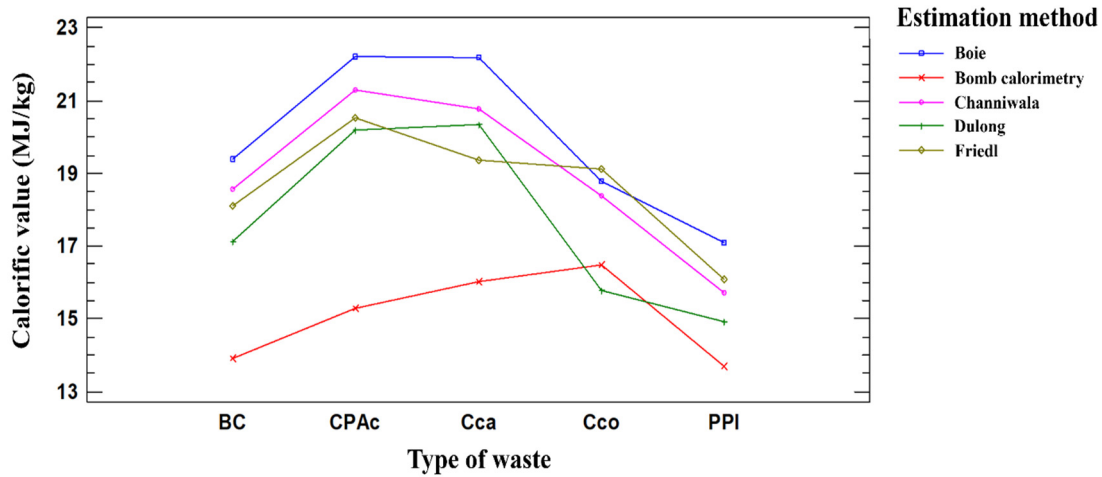 Estimation method
Boie
Bomb calorimetry
Channiwala
Dulong
Friedl
Calorific value (MJ/kg)
23
21
19
17
15
13
BC CPAc Cca Cco PPI
Type of waste